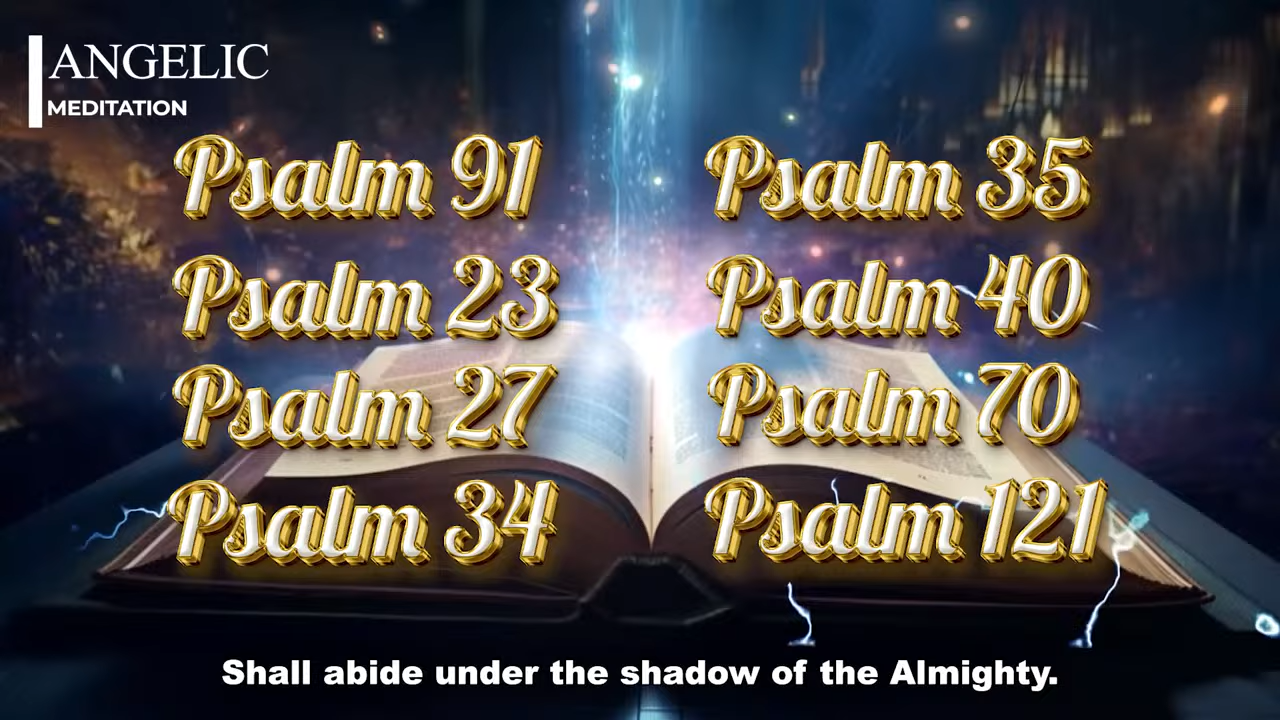 ANGELIC
MEDITATION
Psalm 91
Psalm 23
Psalm 27
Psalm 34
Psalm 35
Psalm 40
Psalm 70
Psalm 121
Shall abide under the shadow of the Almighty.